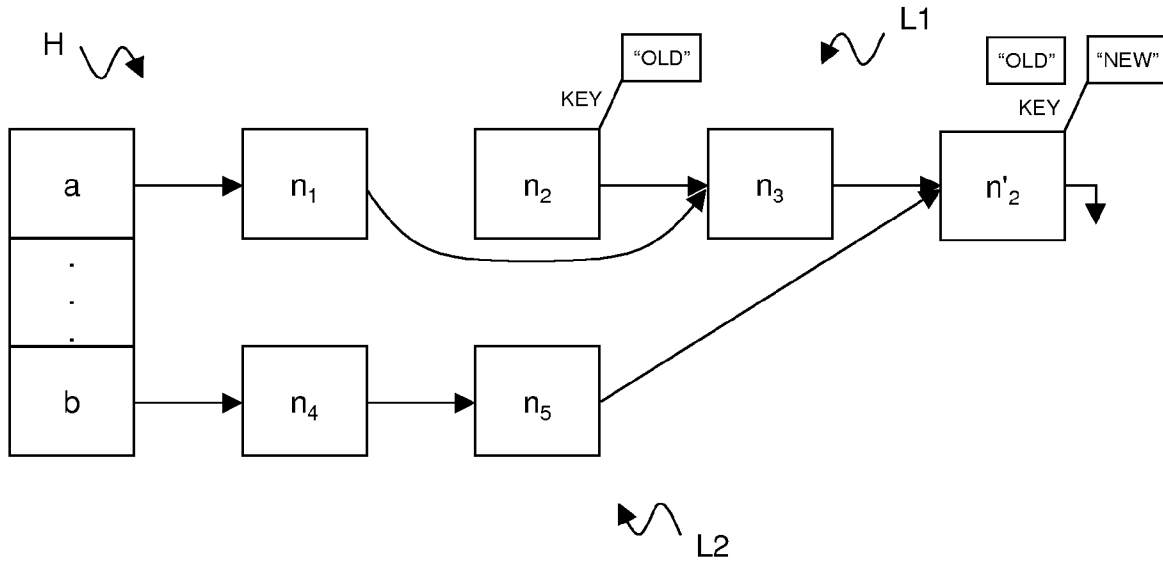 H
L1
"OLD"
"OLD"
"NEW"
KEY
KEY
a
n₁
n₂
n₃
n'₂
.
.
.
b
n₄
n₅
L2